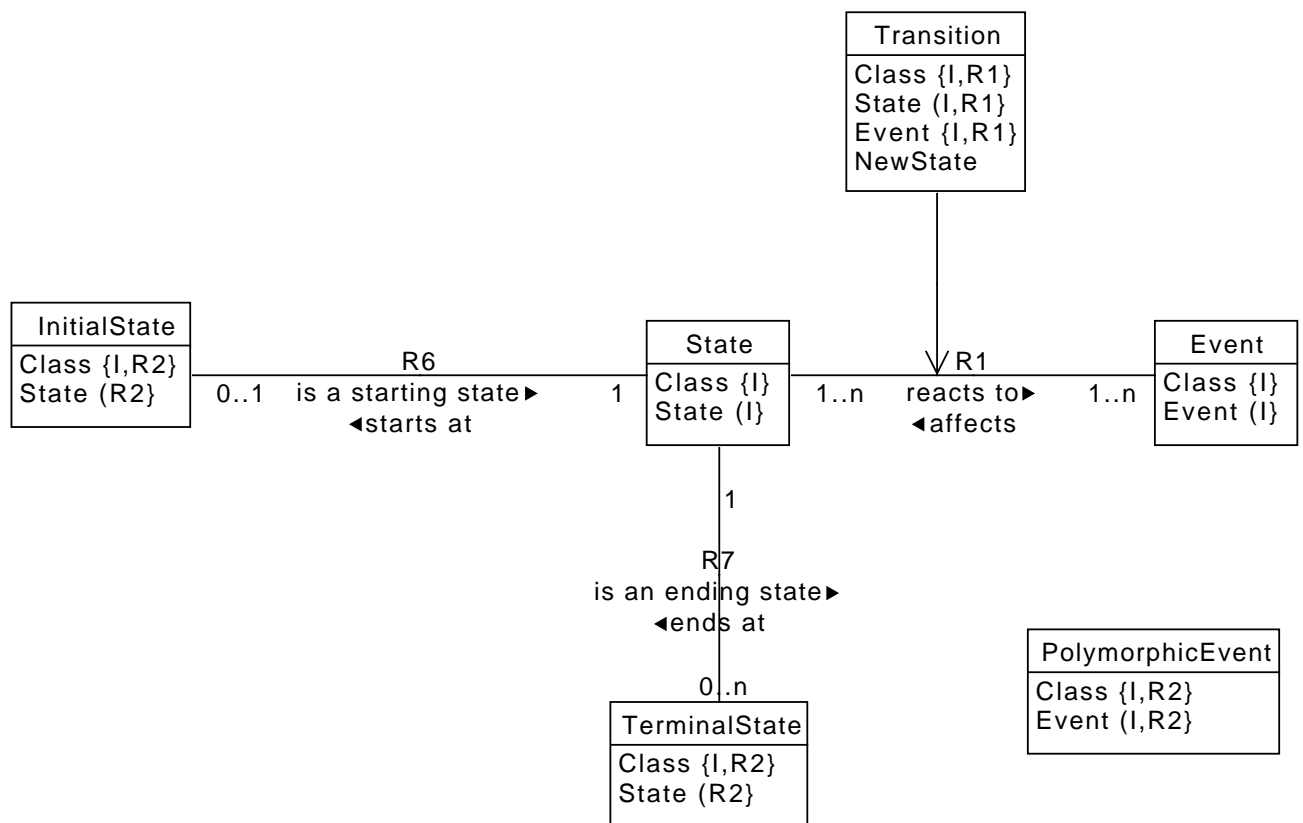 Transition
Class {I,R1}
State (I,R1}
Event {I,R1}
NewState
InitialState
Class {I,R2}
State (R2}
R6
0..1 is a starting state▶ 1
◀starts at
State
Class {I}
State (I}
R1
1..n reacts to▶ 1..n
◀affects
Event
Class {I}
Event (I}
1
R7
is an ending state▶
◀ends at
0..n
TerminalState
Class {I,R2}
State (R2}
PolymorphicEvent
Class {I,R2}
Event (I,R2}